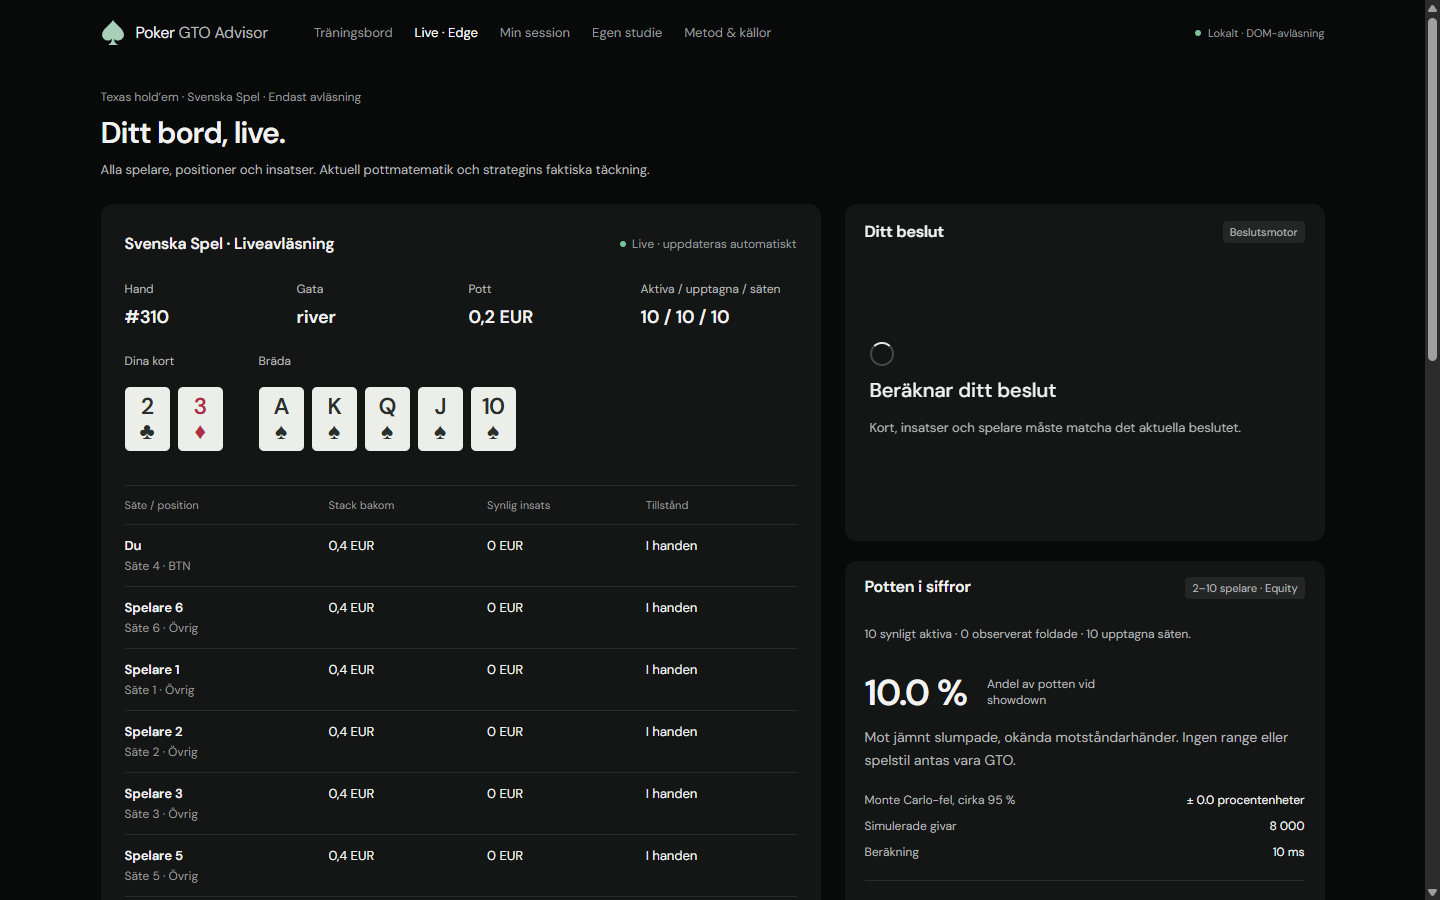 Poker GTO Advisor
Träningsbord
Live · Edge
Min session
Egen studie
Metod & källor
Lokalt · DOM-avläsning
Texas hold'em · Svenska Spel · Endast avläsning
Ditt bord, live.
Alla spelare, positioner och insatser. Aktuell pottmatematik och strategins faktiska täckning.
Svenska Spel · Liveavläsning
Live · uppdateras automatiskt
Hand
Gata
Pott
Aktiva / upptagna / säten
#310
river
0,2 EUR
10 / 10 / 10
Dina kort
Bräda
2 ♣
3 ♦
A ♠
K ♠
Q ♠
J ♠
10 ♠
Säte / position
Stack bakom
Synlig insats
Tillstånd
Du
0,4 EUR
0 EUR
I handen
Säte 4 · BTN
Spelare 6
0,4 EUR
0 EUR
I handen
Säte 6 · Övrig
Spelare 1
0,4 EUR
0 EUR
I handen
Säte 1 · Övrig
Spelare 2
0,4 EUR
0 EUR
I handen
Säte 2 · Övrig
Spelare 3
0,4 EUR
0 EUR
I handen
Säte 3 · Övrig
Spelare 5
0,4 EUR
0 EUR
I handen
Säte 5 · Övrig
Ditt beslut
Beslutsmotor
Beräknar ditt beslut
Kort, insatser och spelare måste matcha det aktuella beslutet.
Potten i siffror
2–10 spelare · Equity
10 synligt aktiva · 0 observerat foldade · 10 upptagna säten.
10.0 %
Andel av potten vid
showdown
Mot jämnt slumpade, okända motståndarhänder. Ingen range eller
spelstil antas vara GTO.
Monte Carlo-fel, cirka 95 %
± 0.0 procentenheter
Simulerade givar
8 000
Beräkning
10 ms